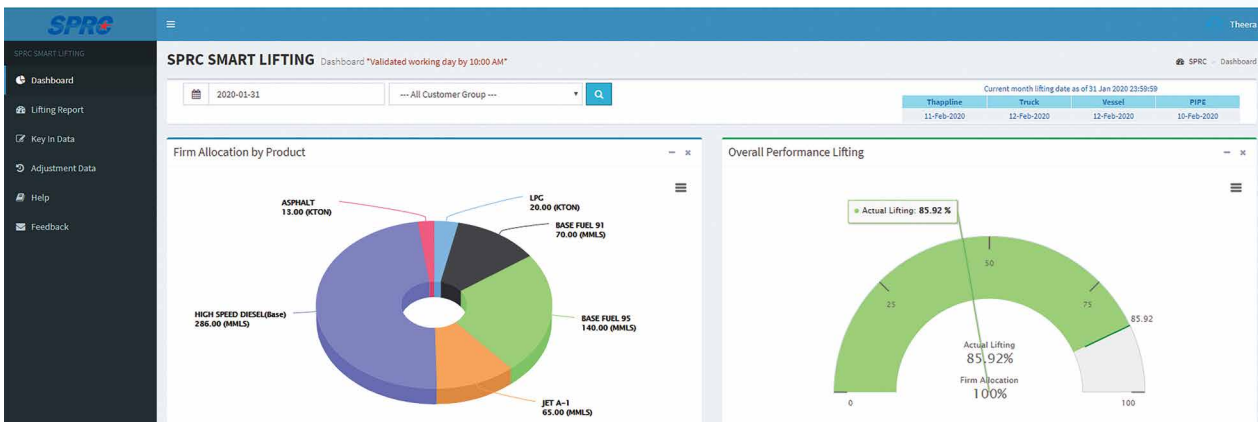 SPRC
Theera
SPRC SMART LIFTING
Dashboard
Lifting Report
Key In Data
Adjustment Data
Help
Feedback
SPRC SMART LIFTING Dashboard "Validated working day by 10:00 AM"
SPRC - Dashboard
2020-01-31
--- All Customer Group ---
Current month lifting date as of 31 Jan 2020 23:59:59
Thappline Truck Vessel PIPE
11-Feb-2020 12-Feb-2020 12-Feb-2020 10-Feb-2020
Firm Allocation by Product
ASPHALT
13.00 (KTON)
LPG
20.00 (KTON)
BASE FUEL 91
70.00 (MMLS)
HIGH SPEED DIESEL(Base)
286.00 (MMLS)
BASE FUEL 95
140.00 (MMLS)
JET A-1
65.00 (MMLS)
Overall Performance Lifting
Actual Lifting: 85.92 %
50
25
75
85.92
Actual Lifting
85.92%
Firm Allocation
100%
0
100